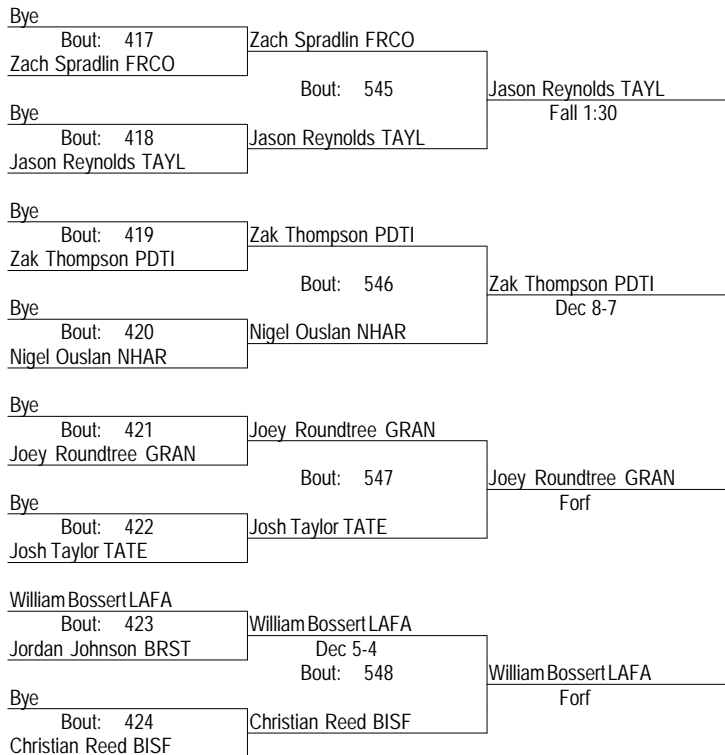 Bye
Bout: 417
Zach Spradlin FRCO
Zach Spradlin FRCO
Bout: 545
Jason Reynolds TAYL
Fall 1:30
Bye
Bout: 418
Jason Reynolds TAYL
Jason Reynolds TAYL
Bye
Bout: 419
Zak Thompson PDTI
Zak Thompson PDTI
Bout: 546
Zak Thompson PDTI
Dec 8-7
Bye
Bout: 420
Nigel Ouslan NHAR
Nigel Ouslan NHAR
Bye
Bout: 421
Joey Roundtree GRAN
Joey Roundtree GRAN
Bout: 547
Joey Roundtree GRAN
Forf
Bye
Bout: 422
Josh Taylor TATE
Josh Taylor TATE
William Bossert LAFA
Bout: 423
William Bossert LAFA
Jordan Johnson BRST
Dec 5-4
Bout: 548
William Bossert LAFA
Forf
Bye
Bout: 424
Christian Reed BISF
Christian Reed BISF